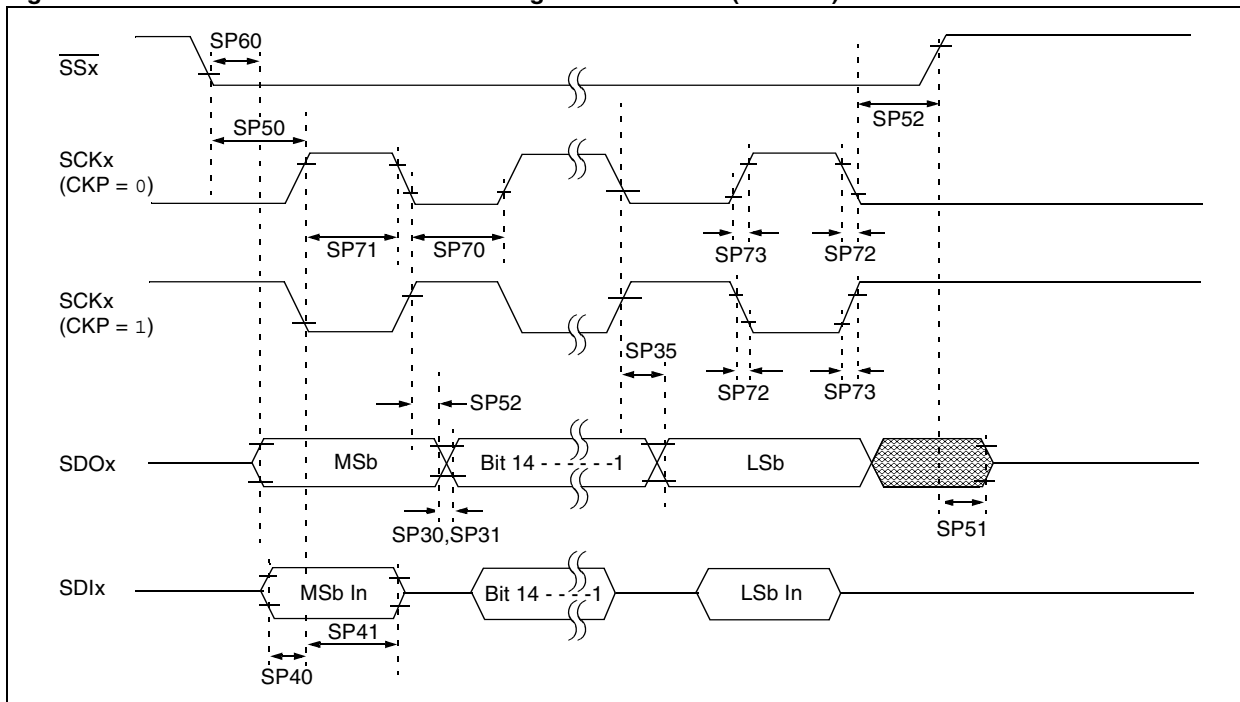 SP60
SSx
SP52
SP50
SCKx
(CKP = 0)
SP71
SP70
SP73
SP72
SCKx
(CKP = 1)
SP35
SP72
SP73
SP52
SDOx
MSb
Bit 14 - - - - - -1
LSb
SP30,SP31
SP51
SDIx
MSb In
Bit 14 - - - -1
LSb In
SP41
SP40